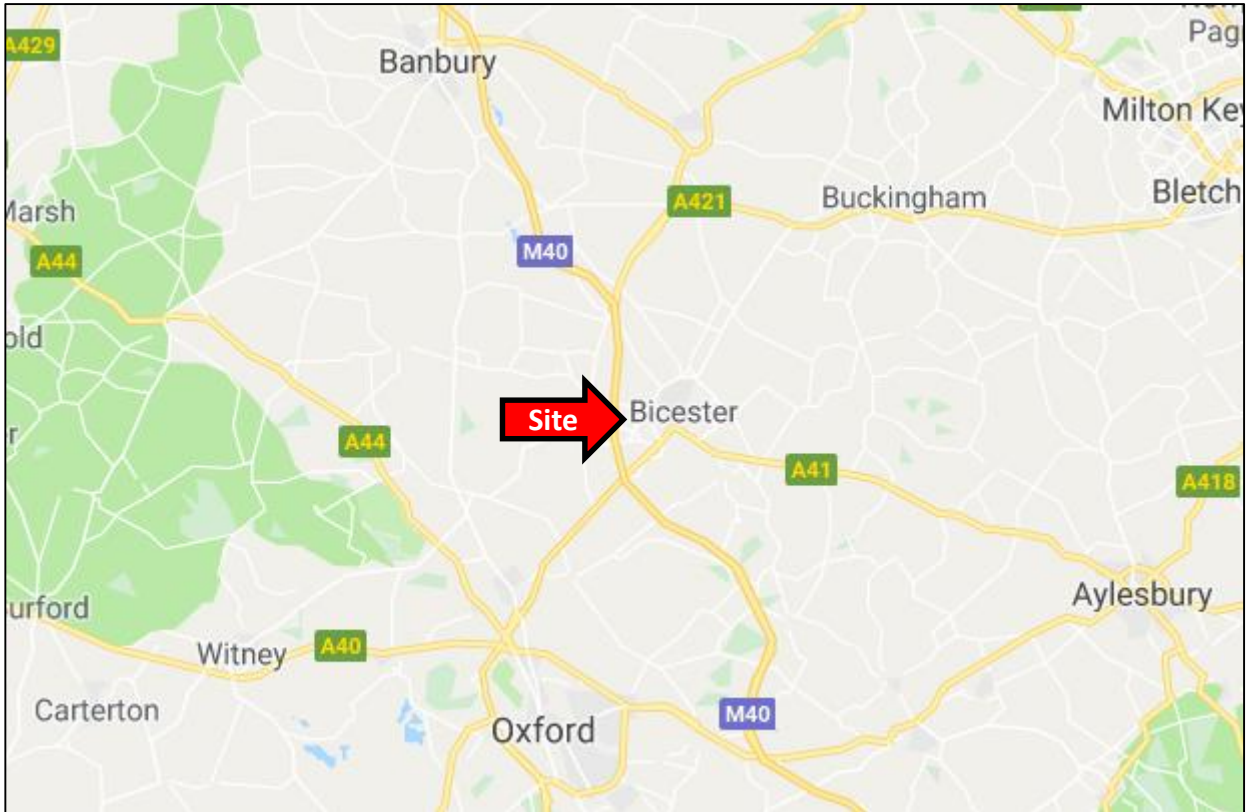 A429
Banbury
Pag
Milton Key
A421
Buckingham
Bletch
Marsh
M40
A44
old
Site
Bicester
A44
A41
A418
urford
Aylesbury
Witney
A40
Carterton
Oxford
M40